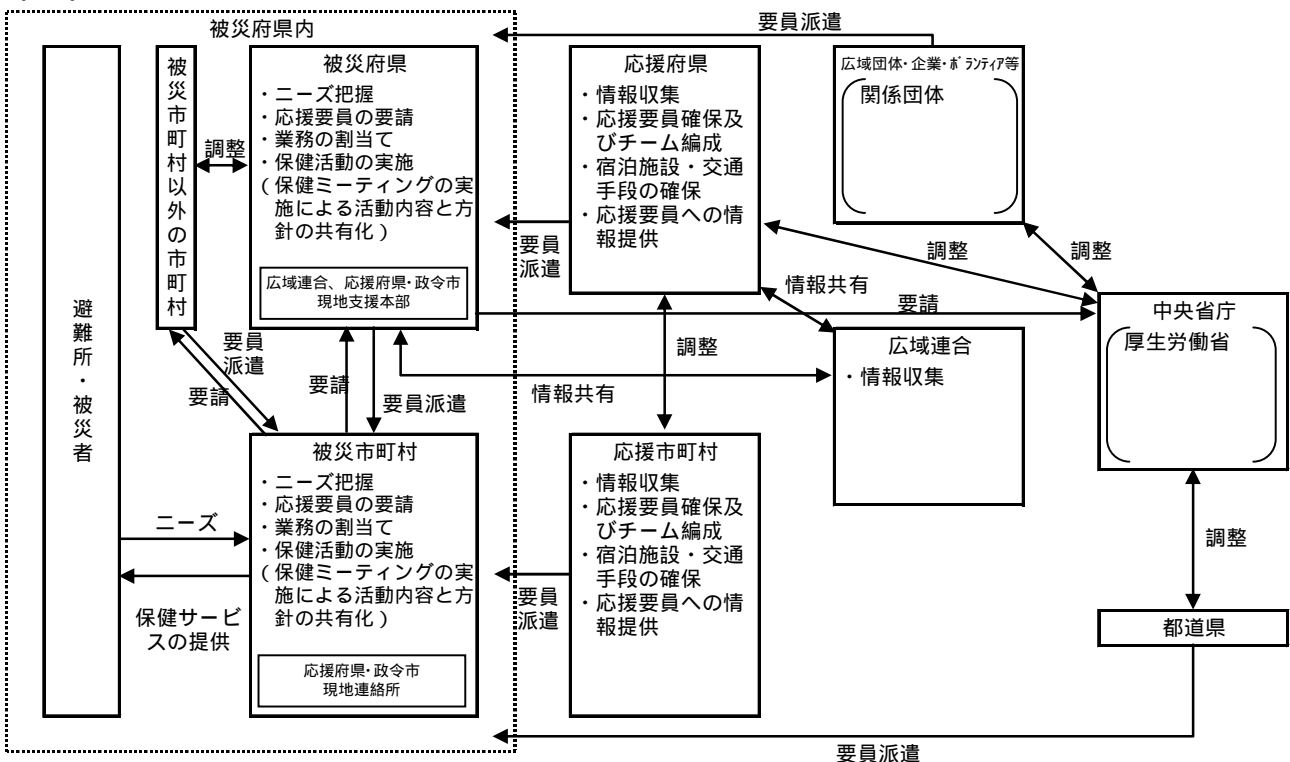 被災府県内
避難所・被災者
被災市町村以外の市町村
調整
被災府県
・ニーズ把握
・応援要員の要請
・業務の割当て
・保健活動の実施
(保健ミーティングの実
施による活動内容と方
針の共有化)
広域連合、応援府県・政令市
現地支援本部
要員
派遣
要請
要請
要員派遣
被災市町村
・ニーズ把握
・応援要員の要請
・業務の割当て
・保健活動の実施
(保健ミーティングの実
施による活動内容と方
針の共有化)
応援府県・政令市
現地連絡所
ニーズ
保健サービ
スの提供
要員派遣
応援府県
・情報収集
・応援要員確保及
びチーム編成
・宿泊施設・交通
手段の確保
・応援要員への情
報提供
要員
派遣
調整
情報共有
情報共有
要請
応援市町村
・情報収集
・応援要員確保及
びチーム編成
・宿泊施設・交通
手段の確保
・応援要員への情
報提供
要員
派遣
広域団体・企業・ボランティア等
関係団体
調整
調整
広域連合
・情報収集
中央省庁
厚生労働省
調整
都道県
要員派遣